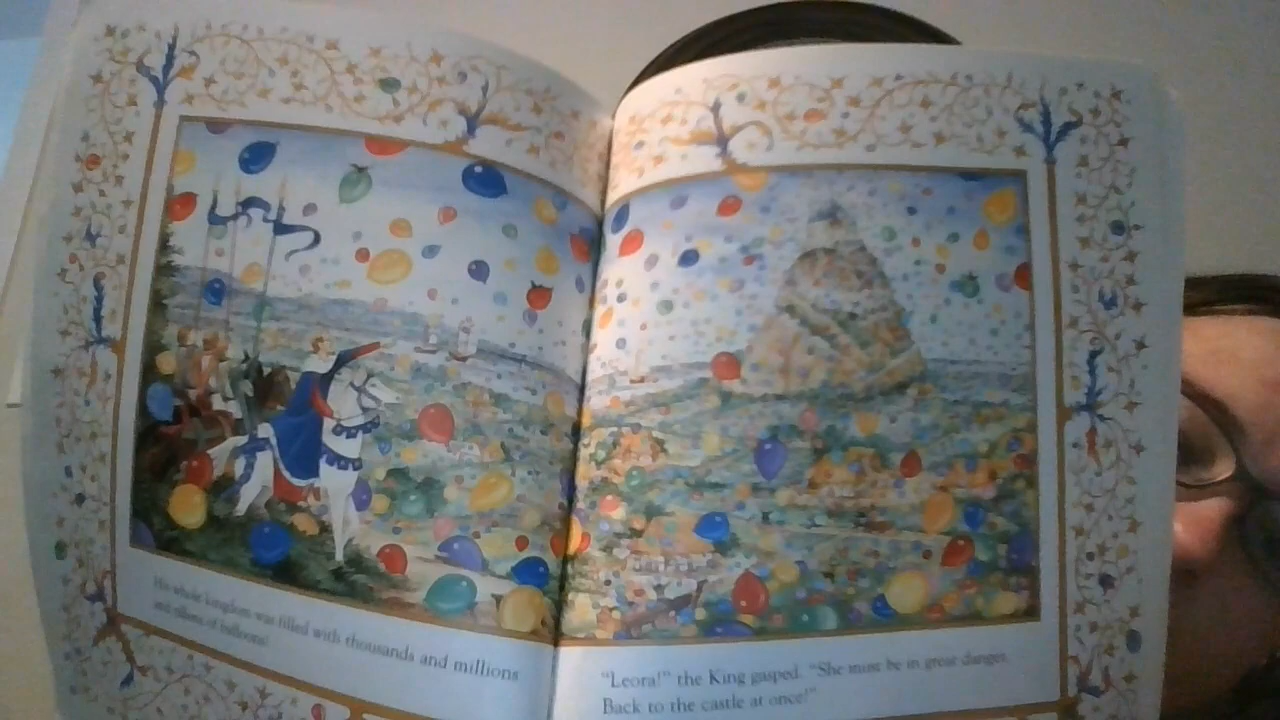 His whole kingdom was filled with thousands and millions
and zillions of balloons!
"Leora!" the King gasped. "She must be in great danger.
Back to the castle at once!"